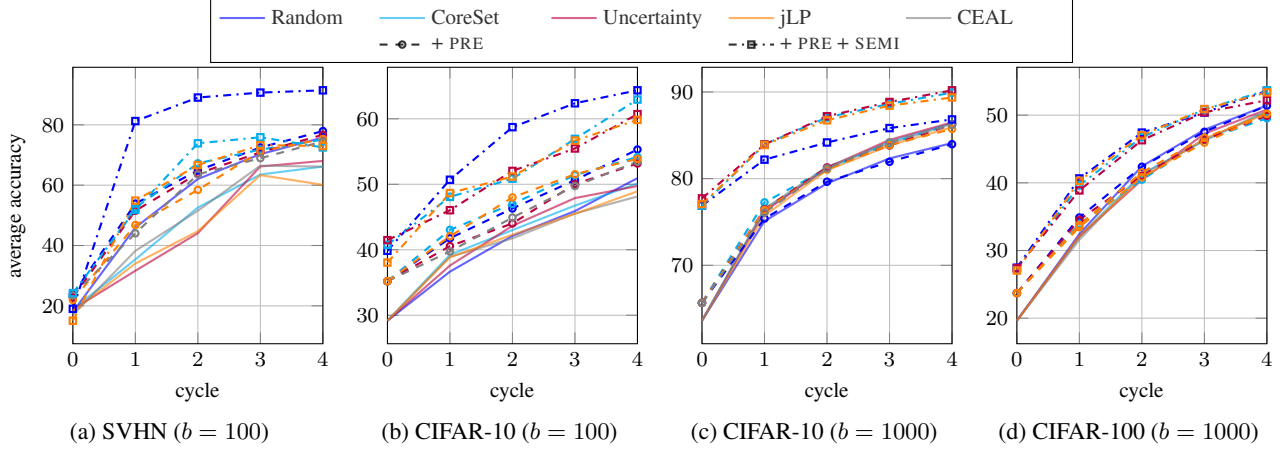 Random CoreSet Uncertainty jLP CEAL
+ PRE + PRE + SEMI
average accuracy
80
60
40
20
0 1 2 3 4
cycle
(a) SVHN (b = 100)
60
50
40
30
0 1 2 3 4
cycle
(b) CIFAR-10 (b = 100)
90
80
70
0 1 2 3 4
cycle
(c) CIFAR-10 (b = 1000)
50
40
30
20
0 1 2 3 4
cycle
(d) CIFAR-100 (b = 1000)